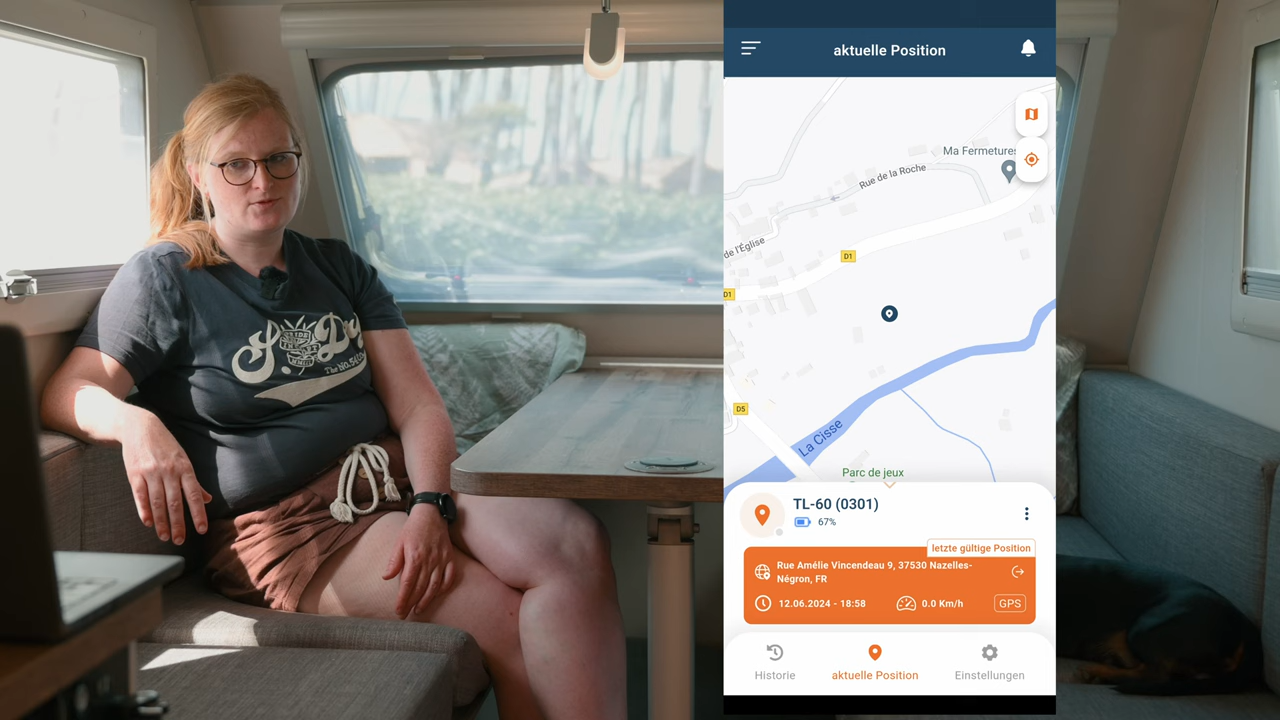 aktuelle Position
Ma Fermetures
Rue de la Roche
de l'Église
D1
D1
D5
La Cisse
Parc de jeux
TL-60 (0301)
67%
letzte gültige Position
Rue Amélie Vincendeau 9, 37530 Nazelles-
Négron, FR
12.06.2024 - 18:58
0.0 Km/h
GPS
Historie
aktuelle Position
Einstellungen